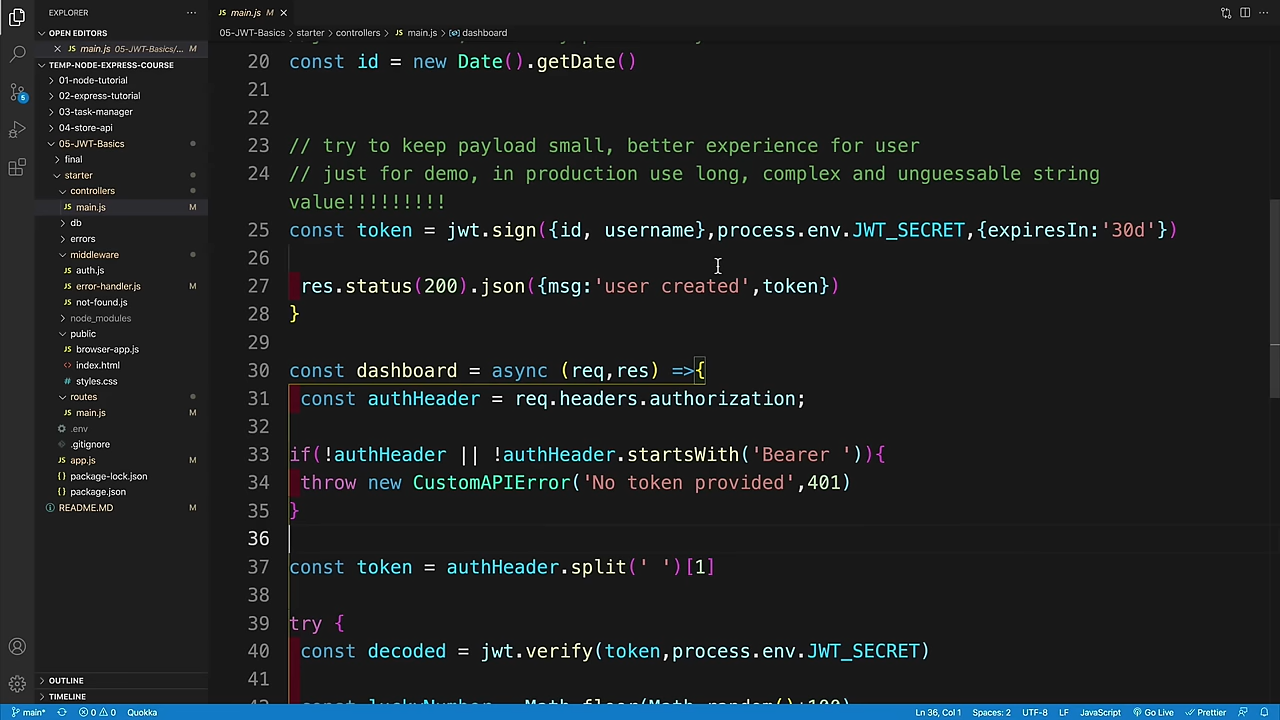 EXPLORER
main.js M
OPEN EDITORS
main.js 05-JWT-Basics/... M
05-JWT-Basics > starter > controllers > main.js > dashboard
TEMP-NODE-EXPRESS-COURSE
01-node-tutorial
02-express-tutorial
03-task-manager
04-store-api
05-JWT-Basics
final
starter
controllers
main.js M
db
errors
middleware
auth.js
error-handler.js M
not-found.js
node_modules
public
browser-app.js
index.html
styles.css
routes
main.js M
.env
.gitignore
app.js M
package-lock.json
package.json
README.MD M
OUTLINE
TIMELINE
5
20 const id = new Date().getDate()
21
22
23 // try to keep payload small, better experience for user
24 // just for demo, in production use long, complex and unguessable string
value!!!!!!!!!
25 const token = jwt.sign({id, username},process.env.JWT_SECRET,{expiresIn:'30d'})
26
27 res.status(200).json({msg:'user created',token})
28 }
29
30 const dashboard = async (req,res) =>{
31 const authHeader = req.headers.authorization;
32
33 if(!authHeader || !authHeader.startsWith('Bearer ')){
34 throw new CustomAPIError('No token provided',401)
35 }
36
37 const token = authHeader.split(' ')[1]
38
39 try {
40 const decoded = jwt.verify(token,process.env.JWT_SECRET)
41
main* 0 0 Quokka Ln 36, Col 1 Spaces: 2 UTF-8 LF JavaScript Go Live Prettier